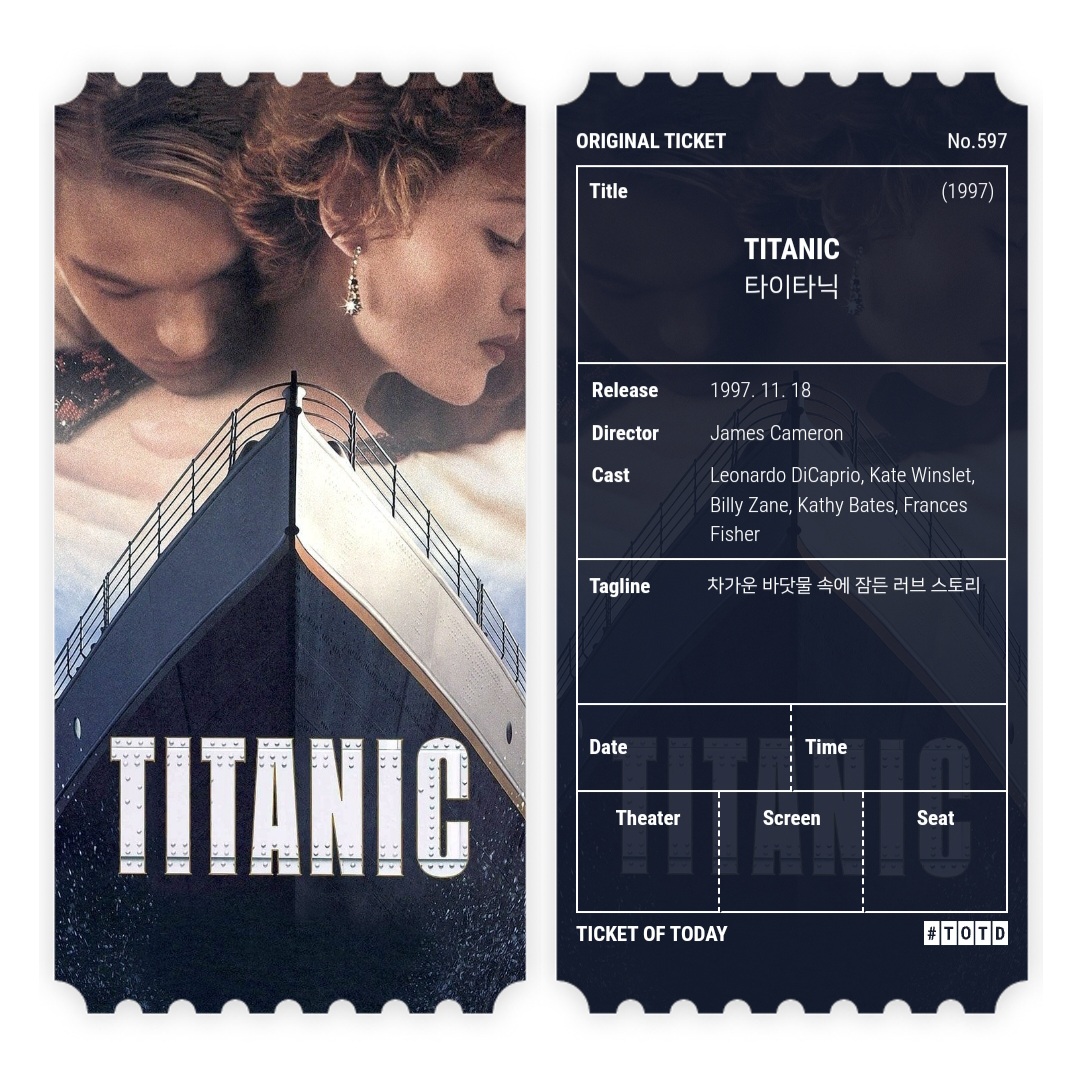 TITANIC
ORIGINAL TICKET No.597
Title (1997)
TITANIC
타이타닉
Release 1997. 11. 18
Director James Cameron
Cast Leonardo DiCaprio, Kate Winslet,
Billy Zane, Kathy Bates, Frances
Fisher
Tagline 차가운 바닷물 속에 잠든 러브 스토리
Date Time
Theater Screen Seat
TICKET OF TODAY #TOTD